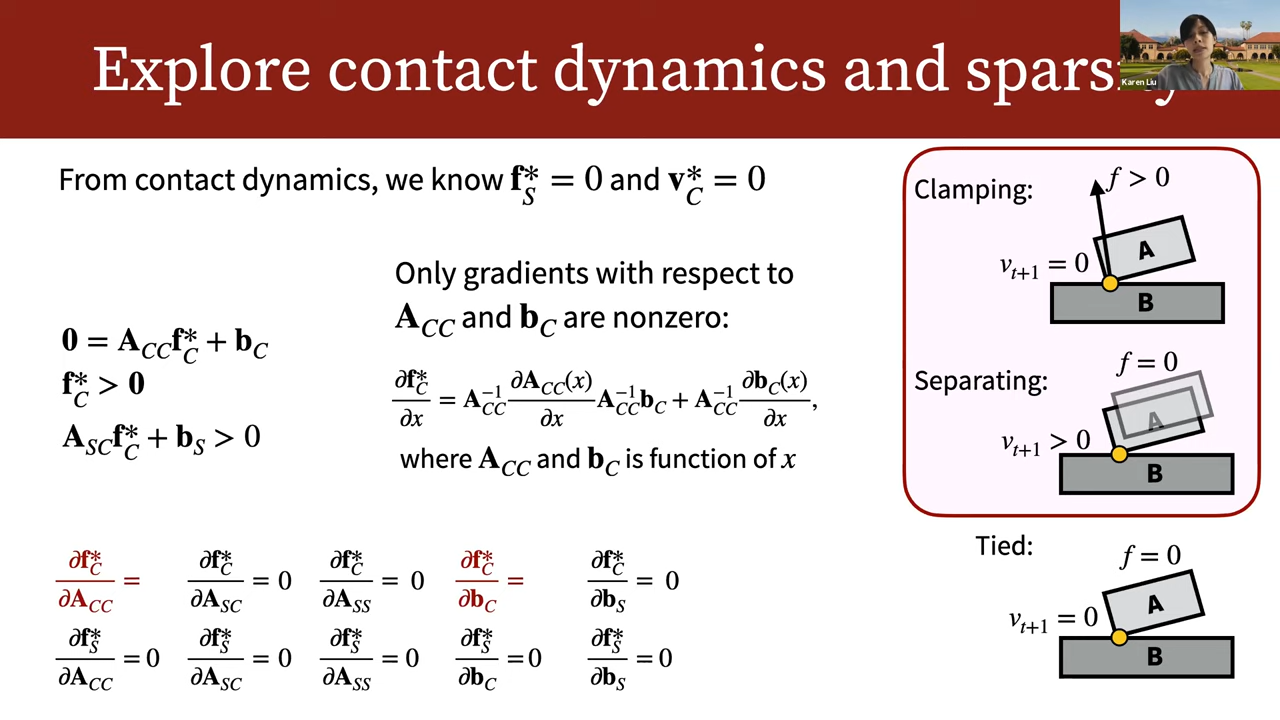 Explore contact dynamics and spars y
Karen Liu
From contact dynamics, we know f*_S = 0 and v*_C = 0
0 = A_CC f*_C + b_C
f*_C > 0
A_SC f*_C + b_S > 0
Only gradients with respect to
A_CC and b_C are nonzero:
∂f*_C/∂x = A_CC^{-1} ∂A_CC(x)/∂x A_CC^{-1} b_C + A_CC^{-1} ∂b_C(x)/∂x,
where A_CC and b_C is function of x
∂f*_C/∂A_CC = ∂f*_C/∂A_SC = 0 ∂f*_C/∂A_SS = 0 ∂f*_C/∂b_C = ∂f*_C/∂b_S = 0
∂f*_S/∂A_CC = 0 ∂f*_S/∂A_SC = 0 ∂f*_S/∂A_SS = 0 ∂f*_S/∂b_C = 0 ∂f*_S/∂b_S = 0
Clamping:
f > 0
v_{t+1} = 0
A
B
Separating:
f = 0
v_{t+1} > 0
A
B
Tied:
f = 0
v_{t+1} = 0
A
B